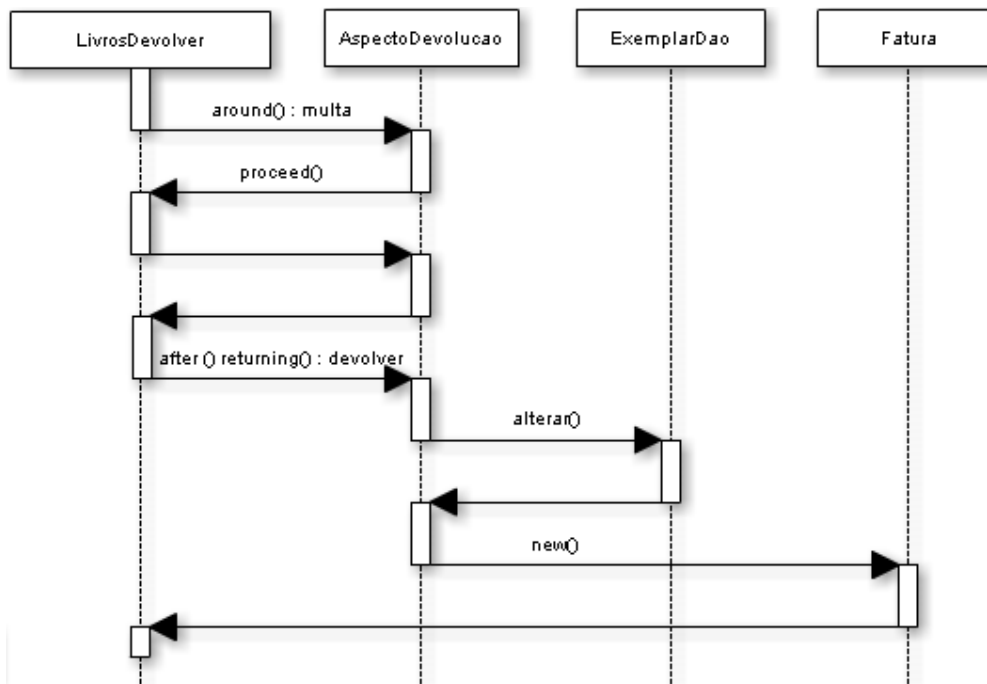 LivrosDevolver
AspectoDevolucao
ExemplarDao
Fatura
around() : multa
proceed()
after () returning() : devolver
alterar()
new()